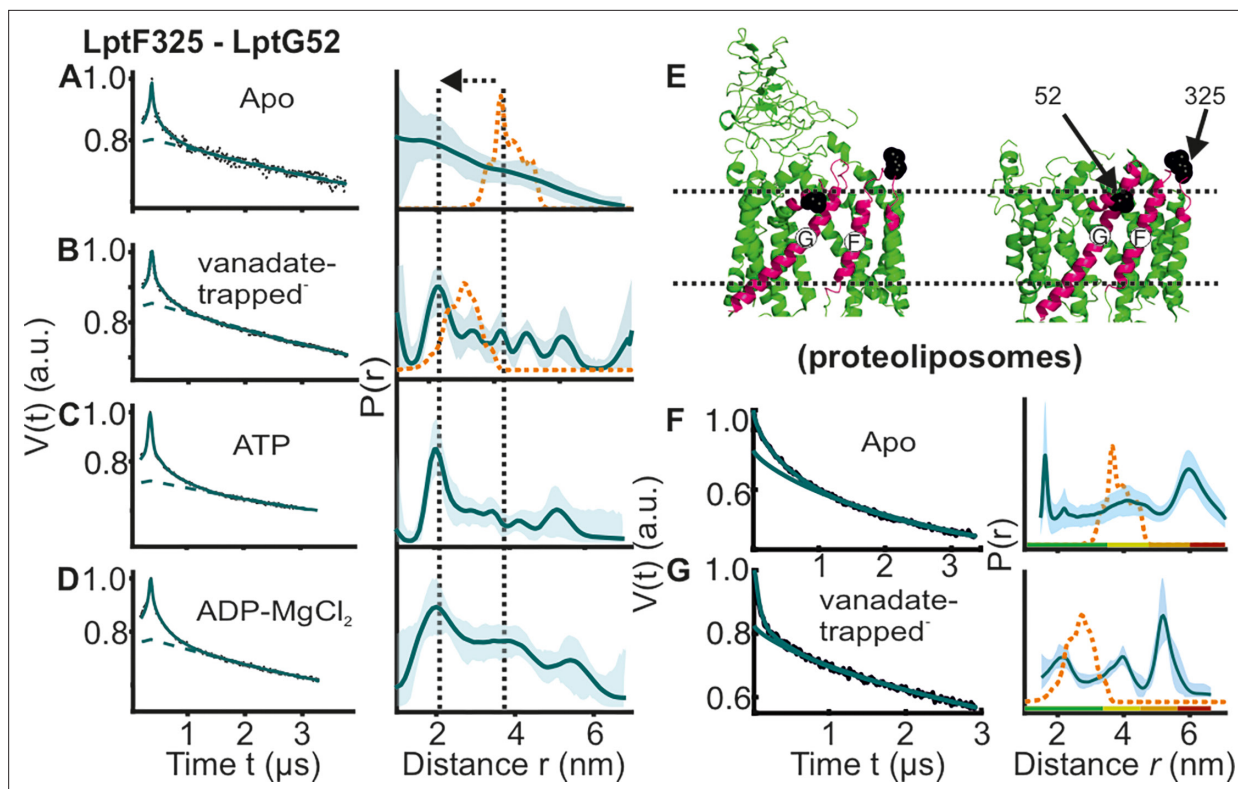 LptF325 - LptG52
A
1.0
0.8
Apo
B
1.0
0.8
vanadate-
trapped-
C
1.0
0.8
ATP
D
1.0
0.8
ADP-MgCl₂
V(t) (a.u.)
P(r)
1 2 3
Time t (µs)
2 4 6
Distance r (nm)
E
52
325
G F
G F
(proteoliposomes)
F
1.0
0.6
Apo
1 2 3
G
1.0
0.8
0.6
vanadate-
trapped-
V(t) (a.u.)
P(r)
1 2 3
Time t (µs)
2 4 6
Distance r (nm)